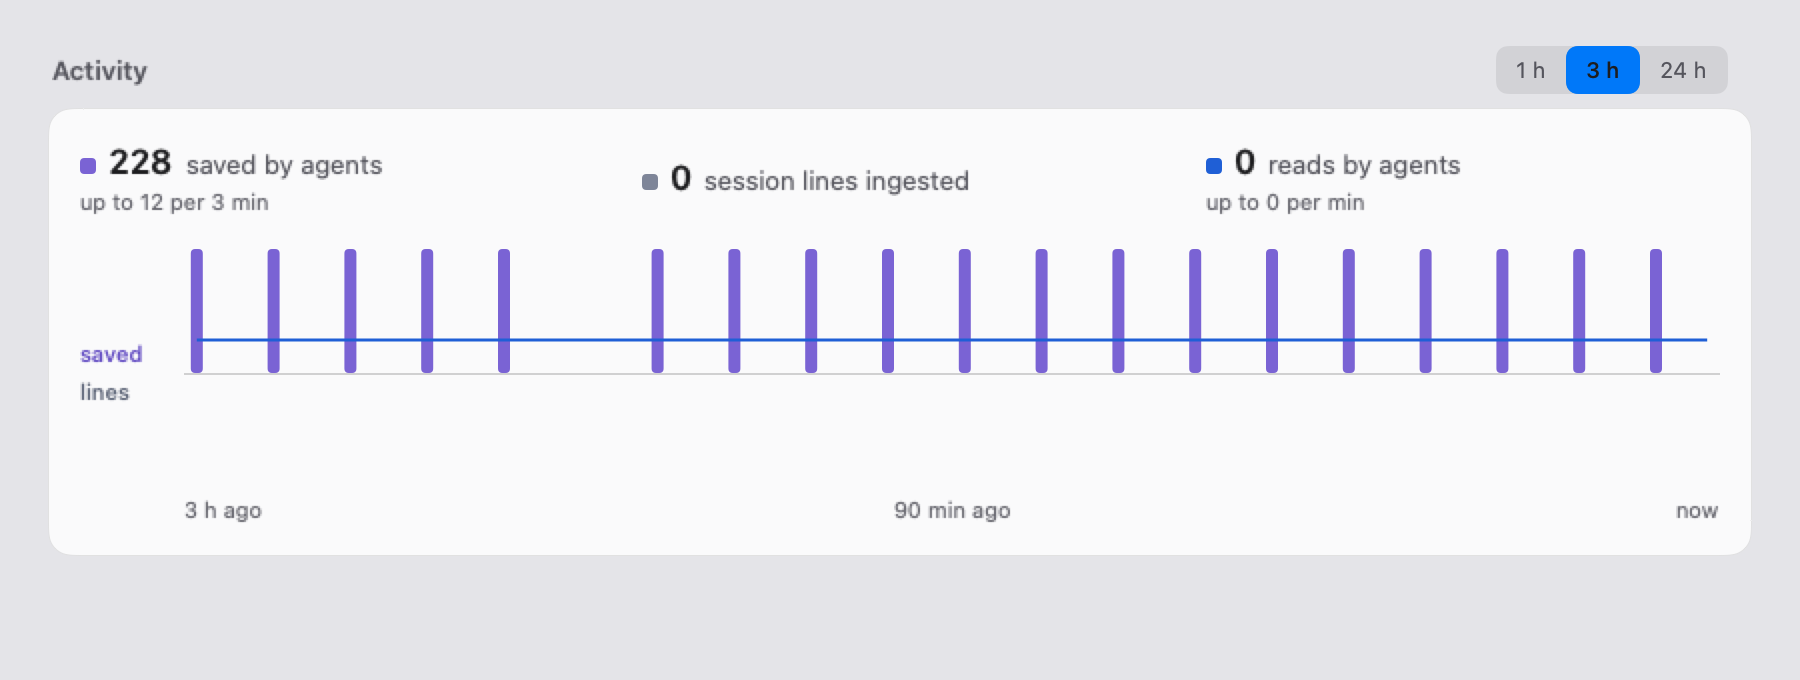 Activity
1 h
3 h
24 h
228 saved by agents
up to 12 per 3 min
0 session lines ingested
0 reads by agents
up to 0 per min
saved
lines
3 h ago
90 min ago
now